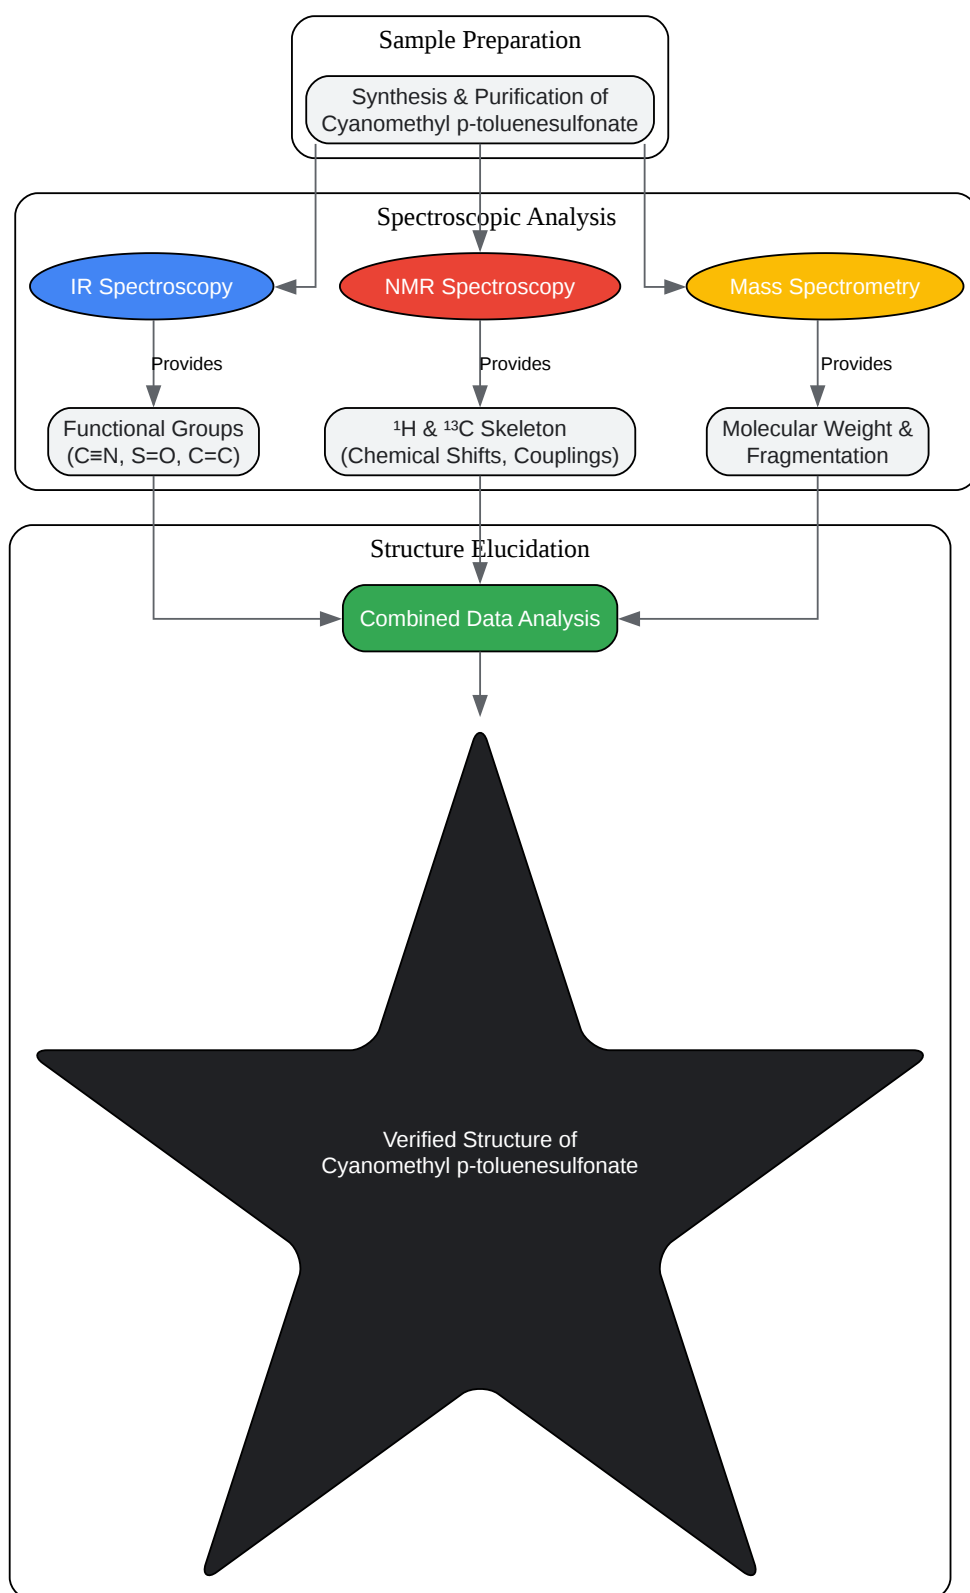 Sample Preparation
Synthesis & Purification of
Cyanomethyl p-toluenesulfonate
Spectroscopic Analysis
IR Spectroscopy
NMR Spectroscopy
Mass Spectrometry
Provides
Provides
Provides
Functional Groups
(C≡N, S=O, C=C)
¹H & ¹³C Skeleton
(Chemical Shifts, Couplings)
Molecular Weight &
Fragmentation
Structure Elucidation
Combined Data Analysis
Verified Structure of
Cyanomethyl p-toluenesulfonate